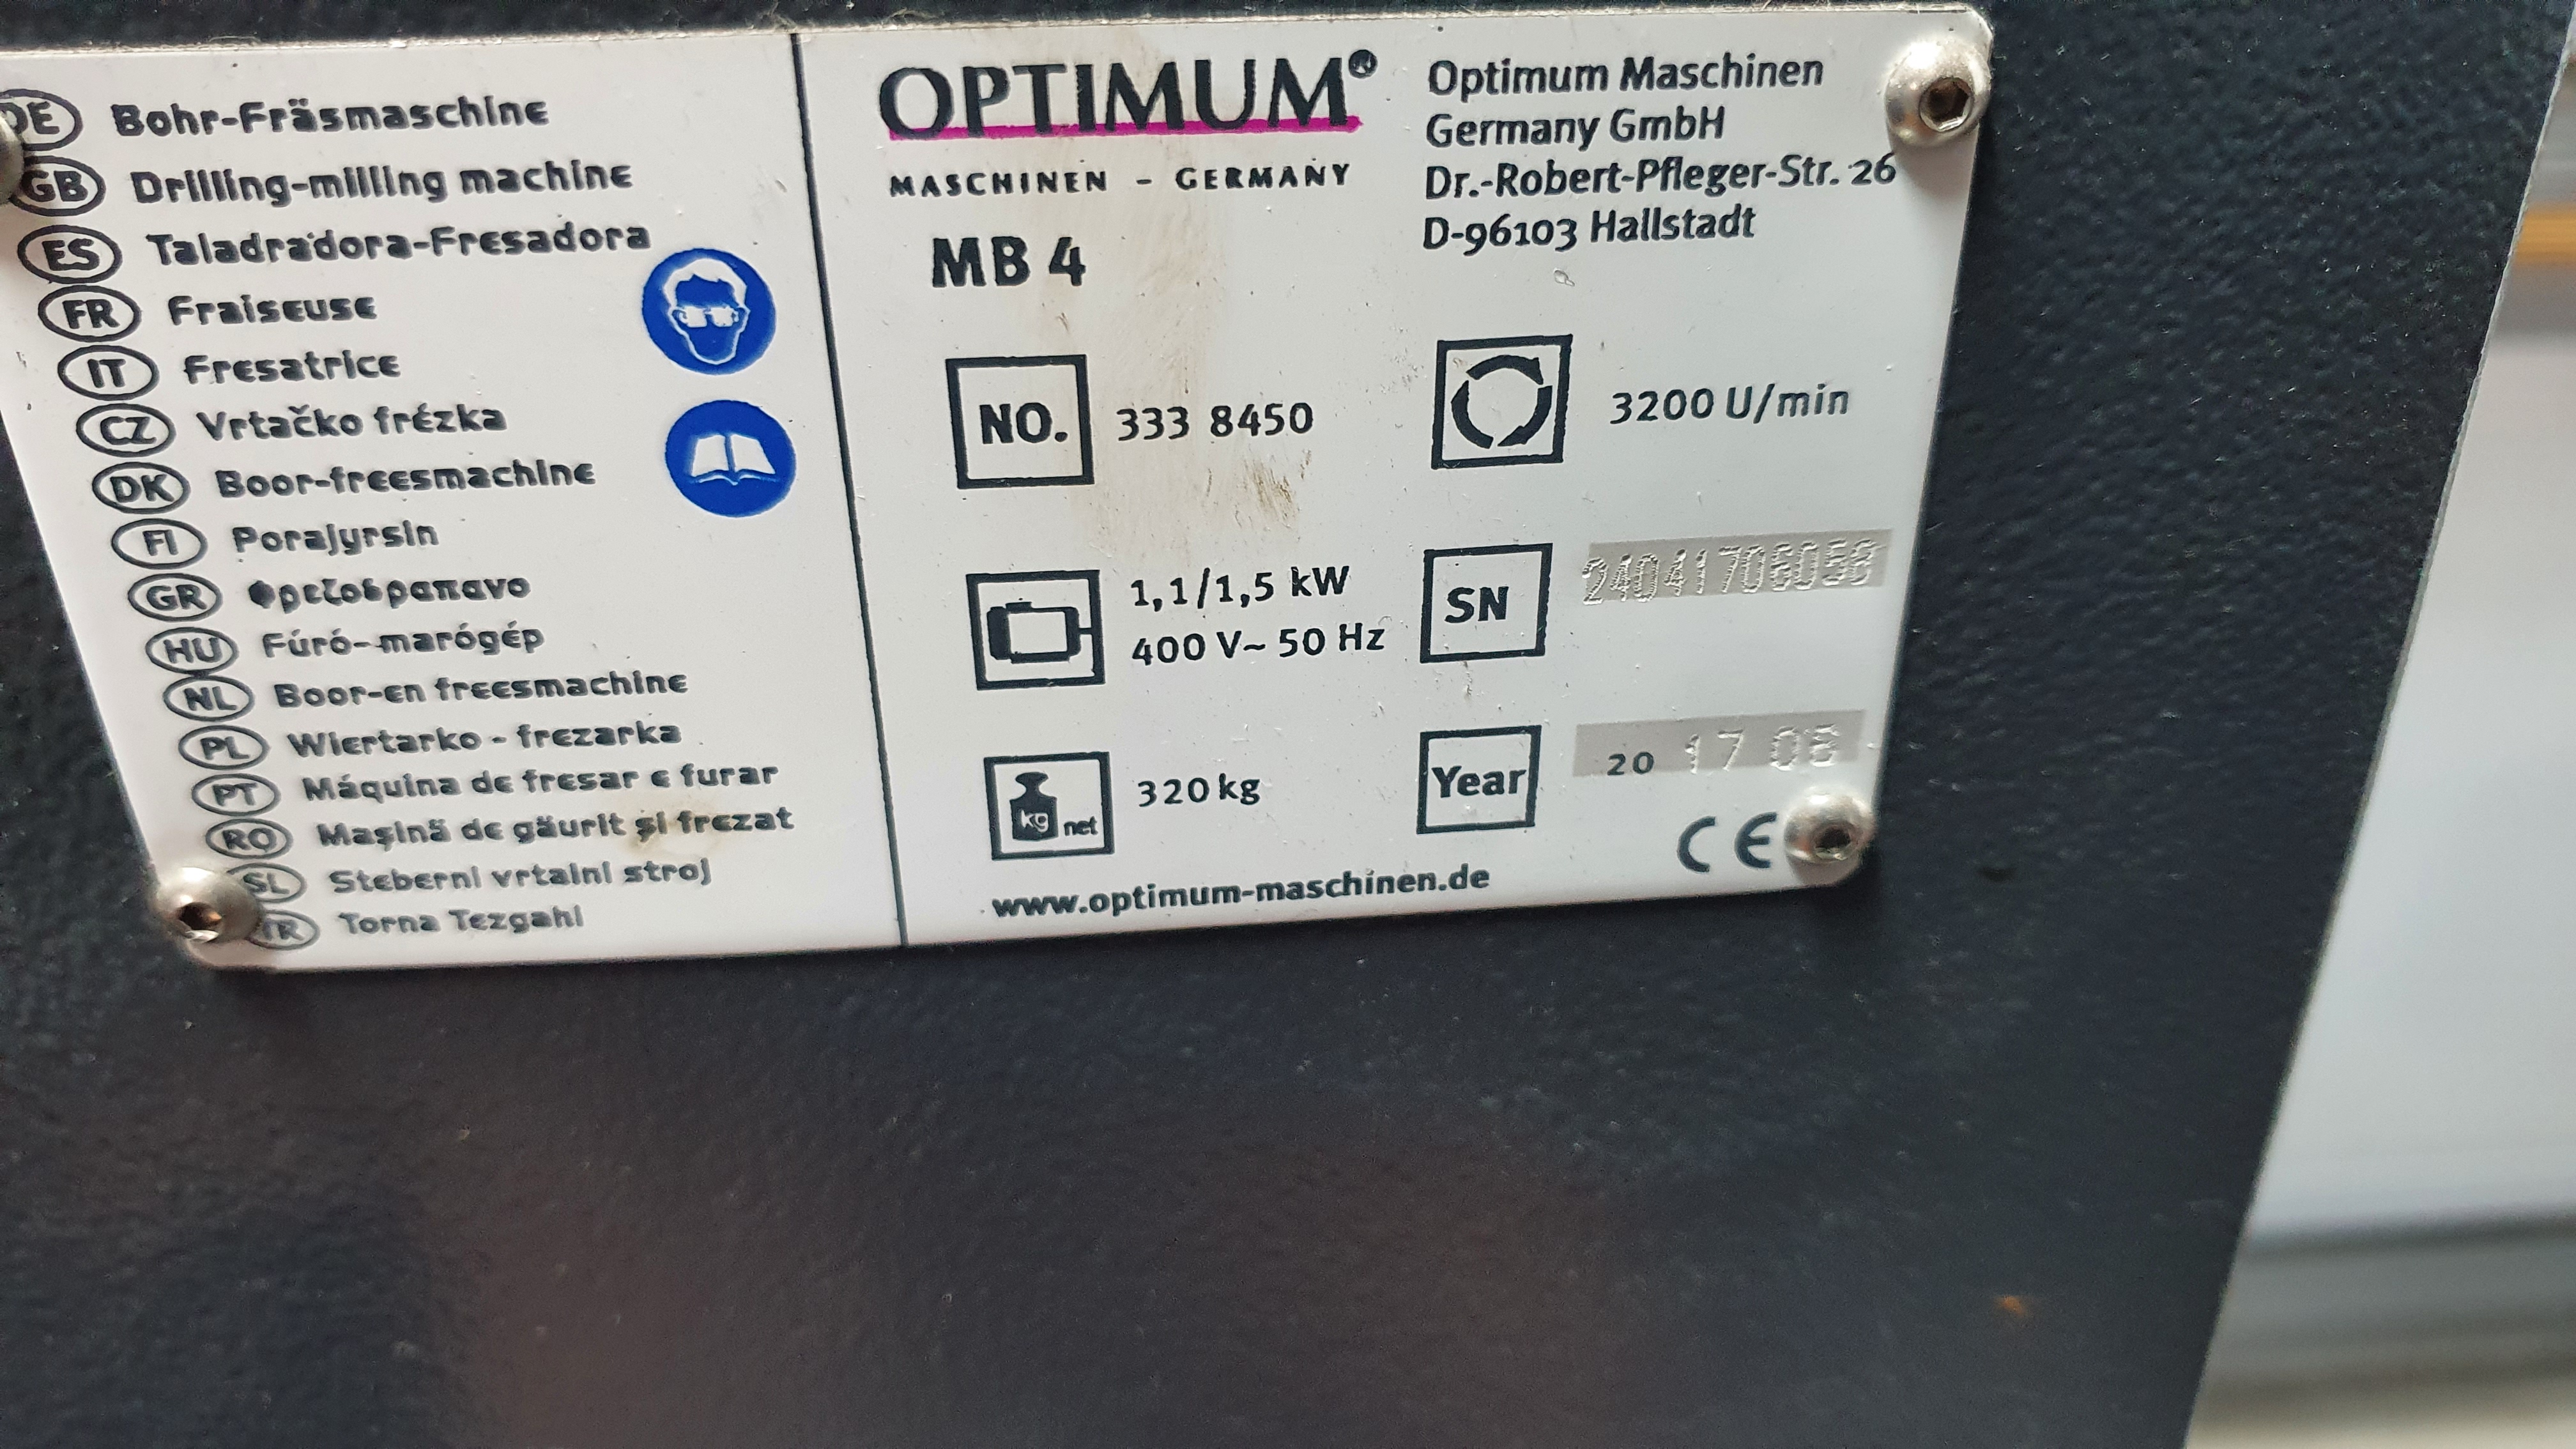 DE Bohr-Fräsmaschine
GB Drilling-milling machine
ES Taladradora-Fresadora
FR Fraiseuse
IT Fresatrice
CZ Vrtačko frézka
DK Boor-freesmachine
FI Porajyrsin
GR
HU Fúró-marógép
NL Boor-en freesmachine
PL Wiertarko - frezarka
PT Máquina de fresar e furar
RO Maşină de găurit şi frezat
SL Steberni vrtalni stroj
TR Torna Tezgahi
OPTIMUM®
MASCHINEN - GERMANY
Optimum Maschinen
Germany GmbH
Dr.-Robert-Pfleger-Str. 26
D-96103 Hallstadt
MB 4
NO. 333 8450
3200 U/min
1,1/1,5 kW
400 V~ 50 Hz
SN
kg net 320 kg
Year 20 17 06
CE
www.optimum-maschinen.de